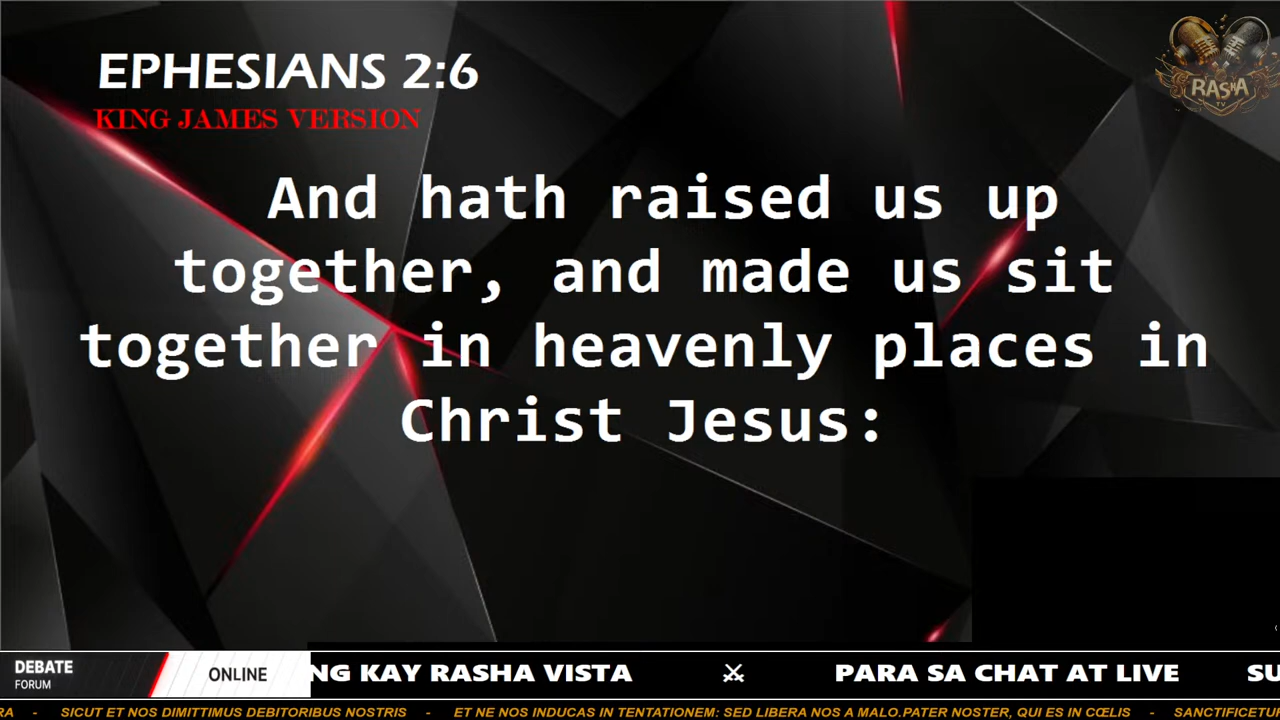 EPHESIANS 2:6
KING JAMES VERSION
RASHA
TV
And hath raised us up
together, and made us sit
together in heavenly places in
Christ Jesus:
DEBATE
FORUM
ONLINE
NG KAY RASHA VISTA ⚔ PARA SA CHAT AT LIVE SU
RA - SICUT ET NOS DIMITTIMUS DEBITORIBUS NOSTRIS - ET NE NOS INDUCAS IN TENTATIONEM: SED LIBERA NOS A MALO.PATER NOSTER, QUI ES IN CŒLIS - SANCTIFICETU